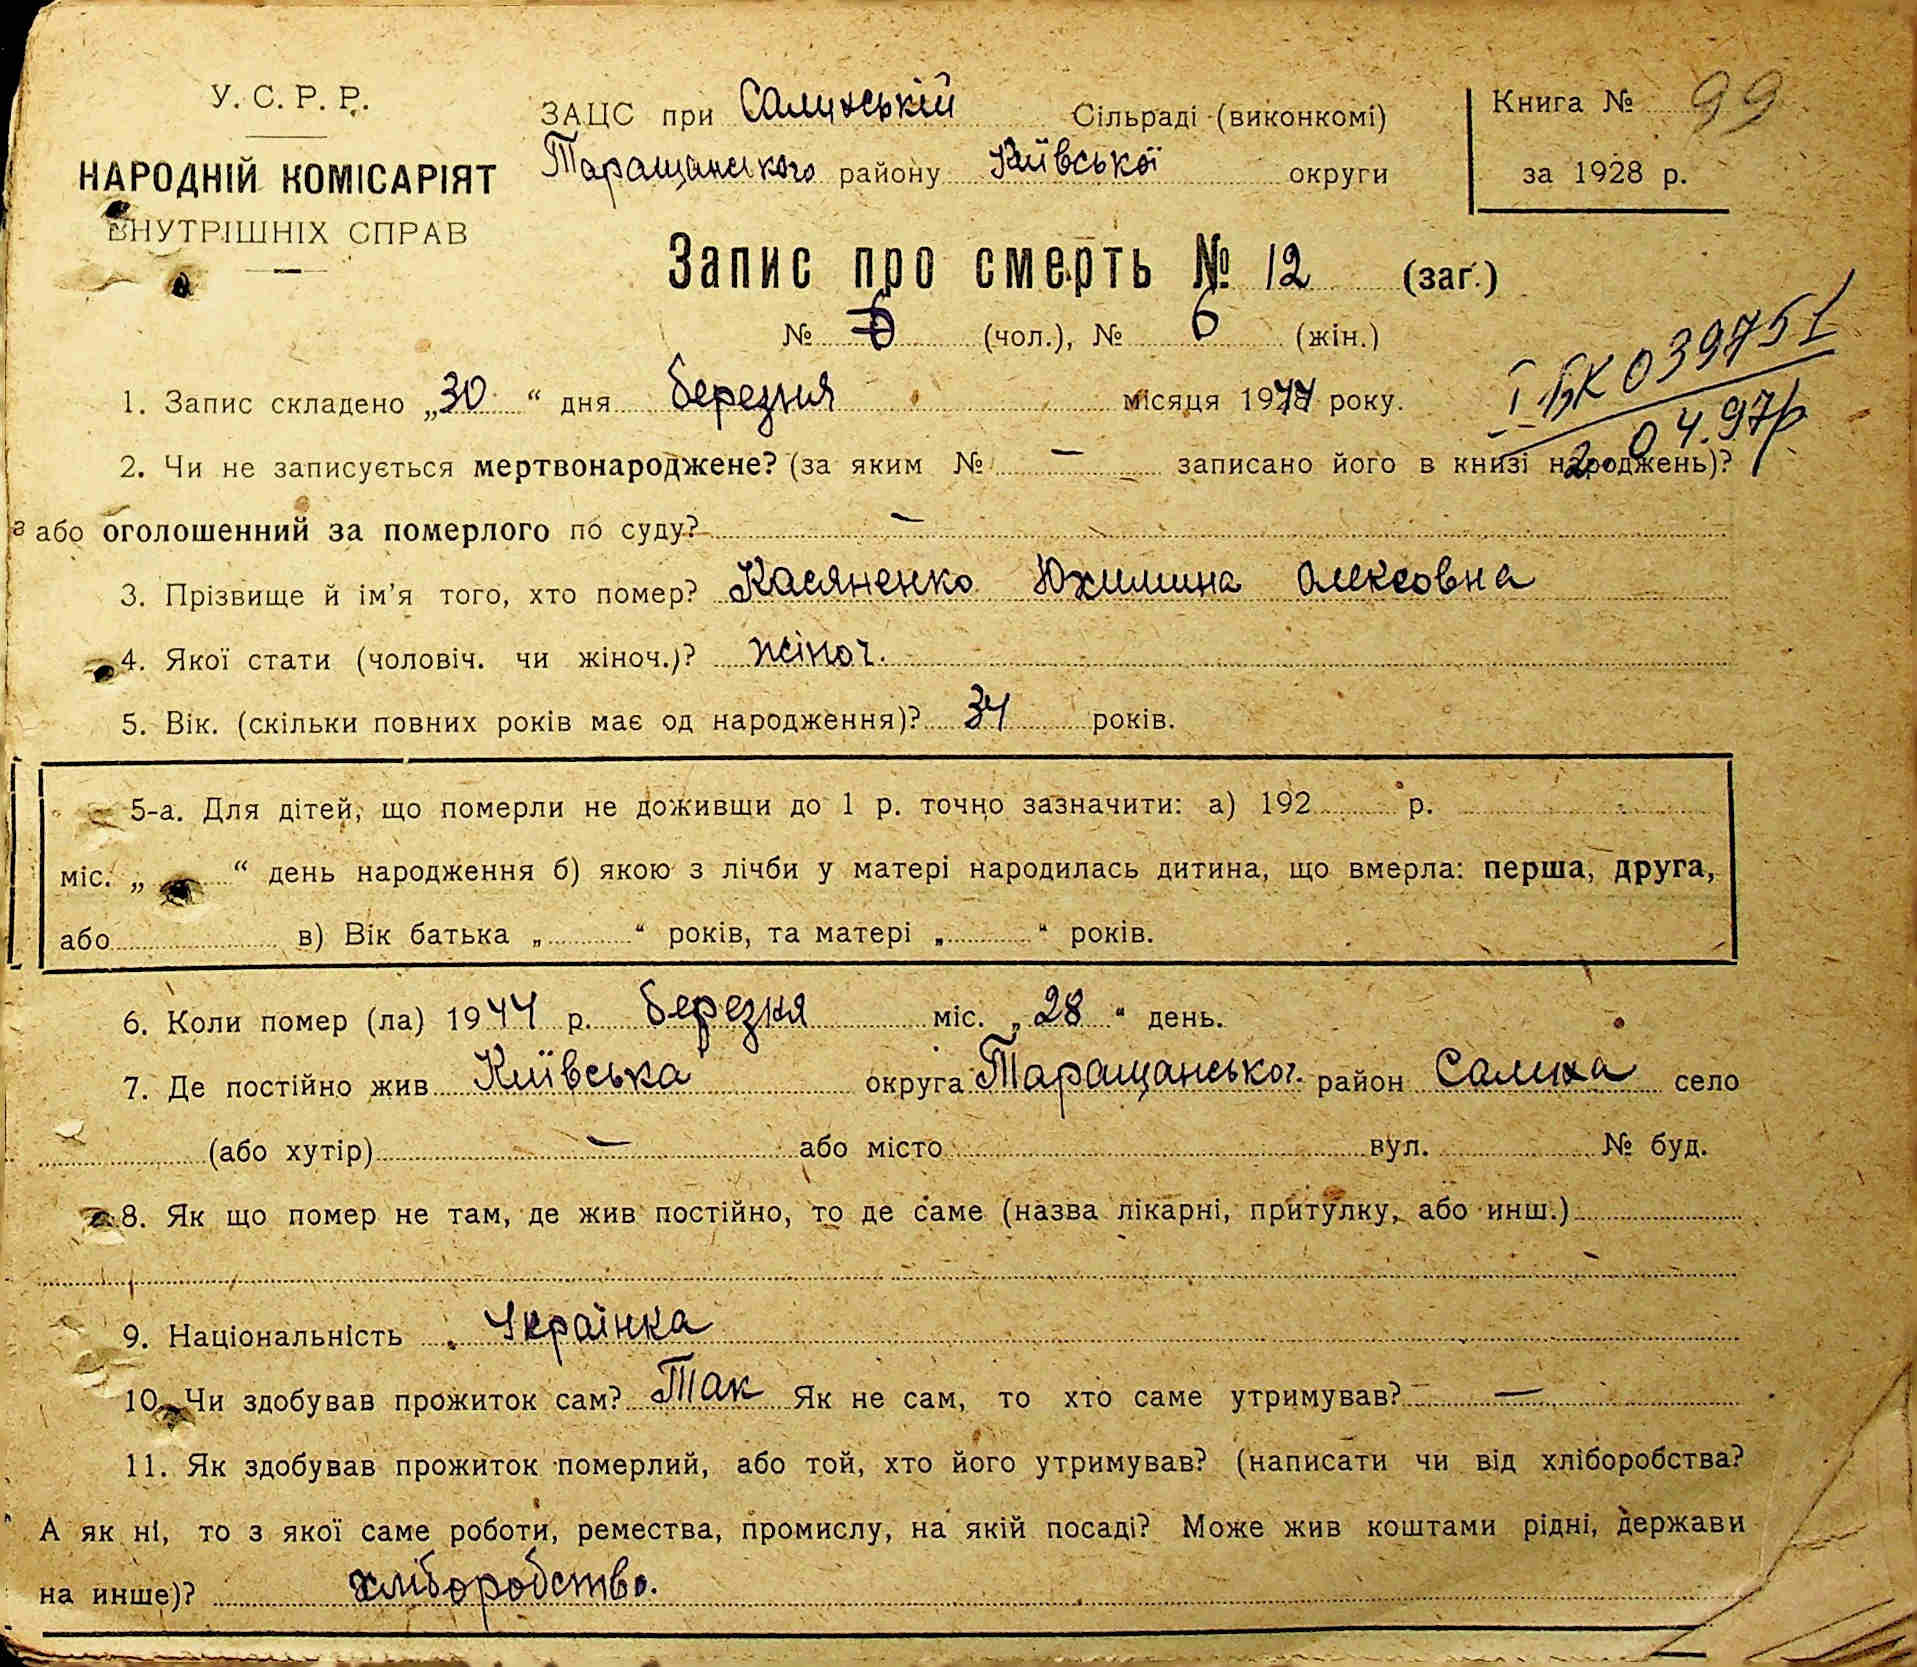 У. С. Р. Р.
НАРОДНІЙ КОМІСАРІЯТ
ВНУТРІШНІХ СПРАВ
ЗАЦС при Салиській Сільраді (виконкомі)
Таращанского району Київської округи
Книга № 99
за 1928 р.
Запис про смерть № 12 (заг.)
№ 6 (чол.), № 6 (жін.)
І БК 039751
2.04.97р
1. Запис складено „30“ дня березня місяця 1944 року.
2. Чи не записується мертвонароджене? (за яким № — записано його в книзі народжень)?
або оголошенний за померлого по суду? —
3. Прізвище й ім'я того, хто помер? Касяненко Юхимина Олексовна
4. Якої стати (чоловіч. чи жіноч.)? жіноч.
5. Вік. (скільки повних років має од народження)? 34 років.
5-а. Для дітей, що померли не доживши до 1 р. точно зазначити: а) 192 р.
міс. „ “ день народження б) якою з лічби у матері народилась дитина, що вмерла: перша, друга,
або в) Вік батька „ “ років, та матері „ “ років.
6. Коли помер (ла) 1944 р. березня міс. „28“ день.
7. Де постійно жив Київська округа Таращанськог. район Салиха село
(або хутір) — або місто вул. № буд.
8. Як що помер не там, де жив постійно, то де саме (назва лікарні, притулку, або инш.)
9. Національність Українка
10. Чи здобував прожиток сам? Так Як не сам, то хто саме утримував? —
11. Як здобував прожиток померлий, або той, хто його утримував? (написати чи від хліборобства?
А як ні, то з якої саме роботи, ремества, промислу, на якій посаді? Може жив коштами рідні, держави
на инше)? хліборобство.